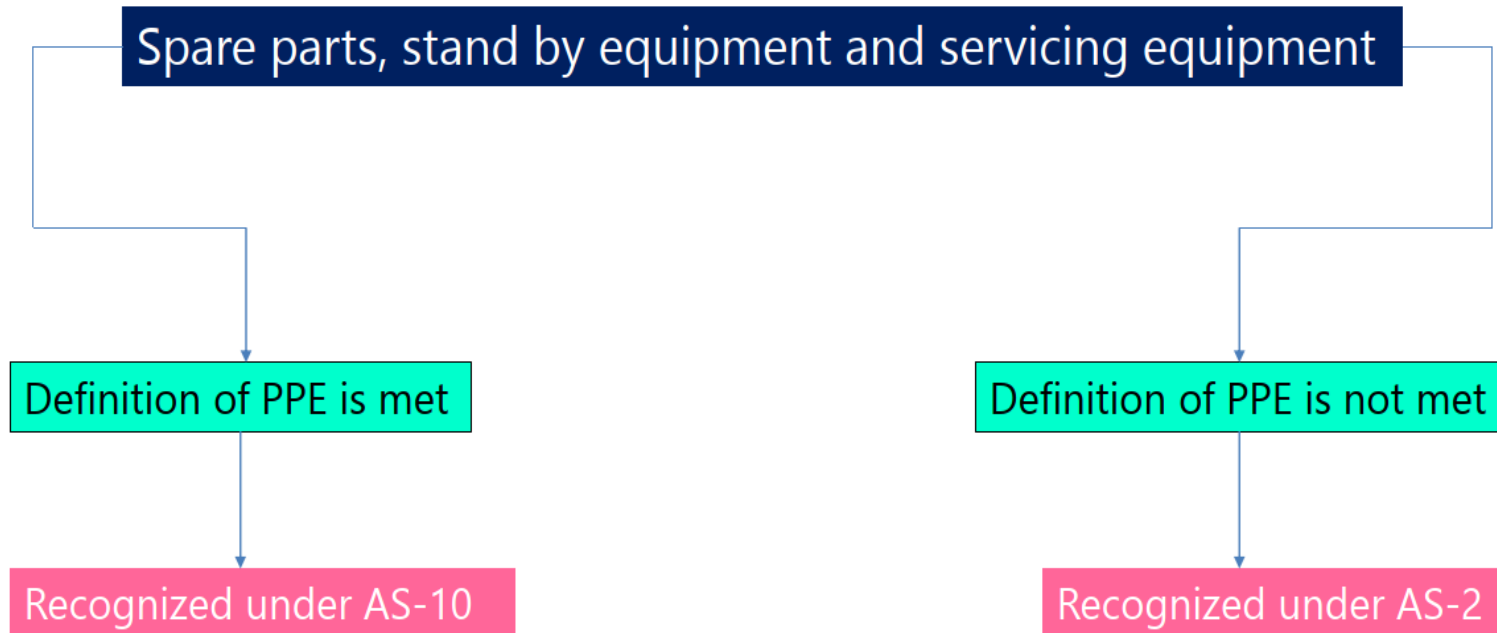 Spare parts, stand by equipment and servicing equipment
Definition of PPE is met
Definition of PPE is not met
Recognized under AS-10
Recognized under AS-2